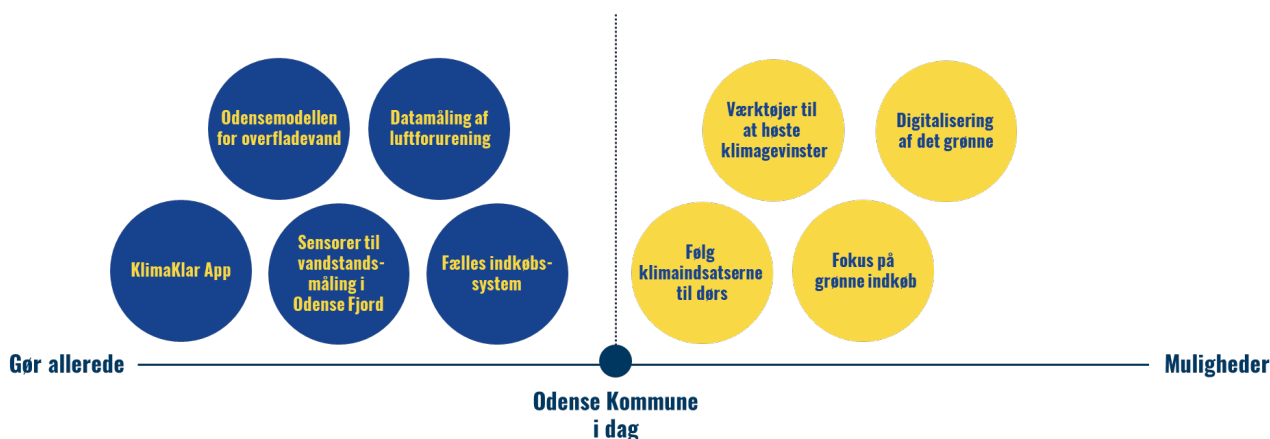 Odensemodellen
for overfladevand
Datamåling af
luftforurening
Værktøjer til
at høste
klimagevinster
Digitalisering
af det grønne
KlimaKlar App
Sensorer til
vandstands-
måling i
Odense Fjord
Fælles indkøbs-
system
Følg
klimaindsatserne
til dørs
Fokus på
grønne indkøb
Gør allerede
Muligheder
Odense Kommune
i dag